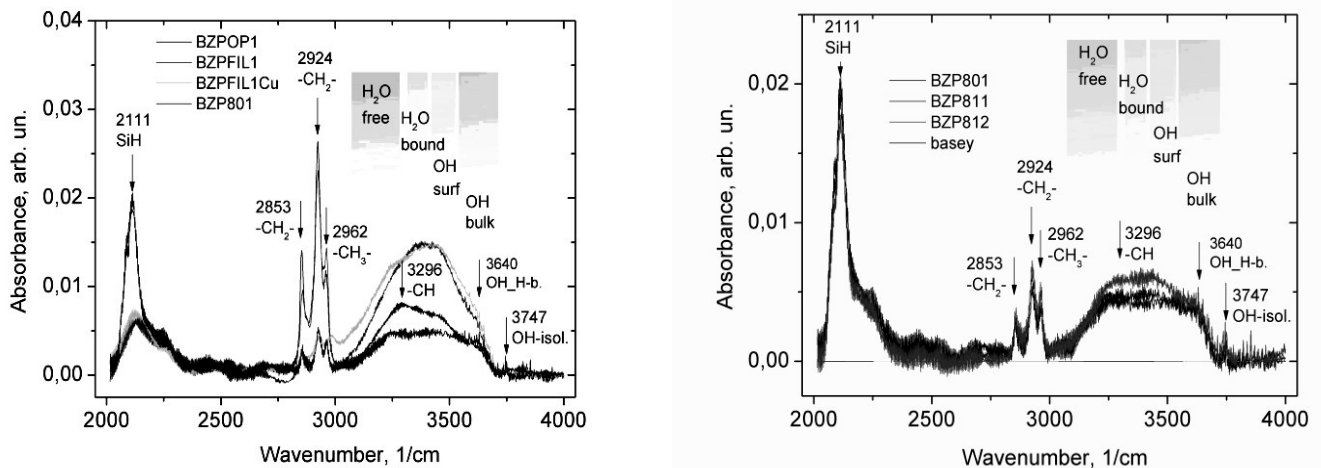 0,04
0,03
0,02
0,01
0,00
Absorbance, arb. un.
BZPOP1
BZPFIL1
BZPFIL1Cu
BZP801
2111
SiH
2924
-CH₂-
2853
-CH₂-
2962
-CH₃-
H₂O
free
H₂O
bound
OH
surf
OH
bulk
3296
-CH
3640
OH_H-b.
3747
OH-isol.
2000 2500 3000 3500 4000
Wavenumber, 1/cm
0,02
0,01
0,00
Absorbance, arb. un.
2111
SiH
BZP801
BZP811
BZP812
basey
H₂O
free
H₂O
bound
OH
surf
OH
bulk
2924
-CH₂-
2853
-CH₂-
2962
-CH₃-
3296
-CH
3640
OH_H-b.
3747
OH-isol.
2000 2500 3000 3500 4000
Wavenumber, 1/cm